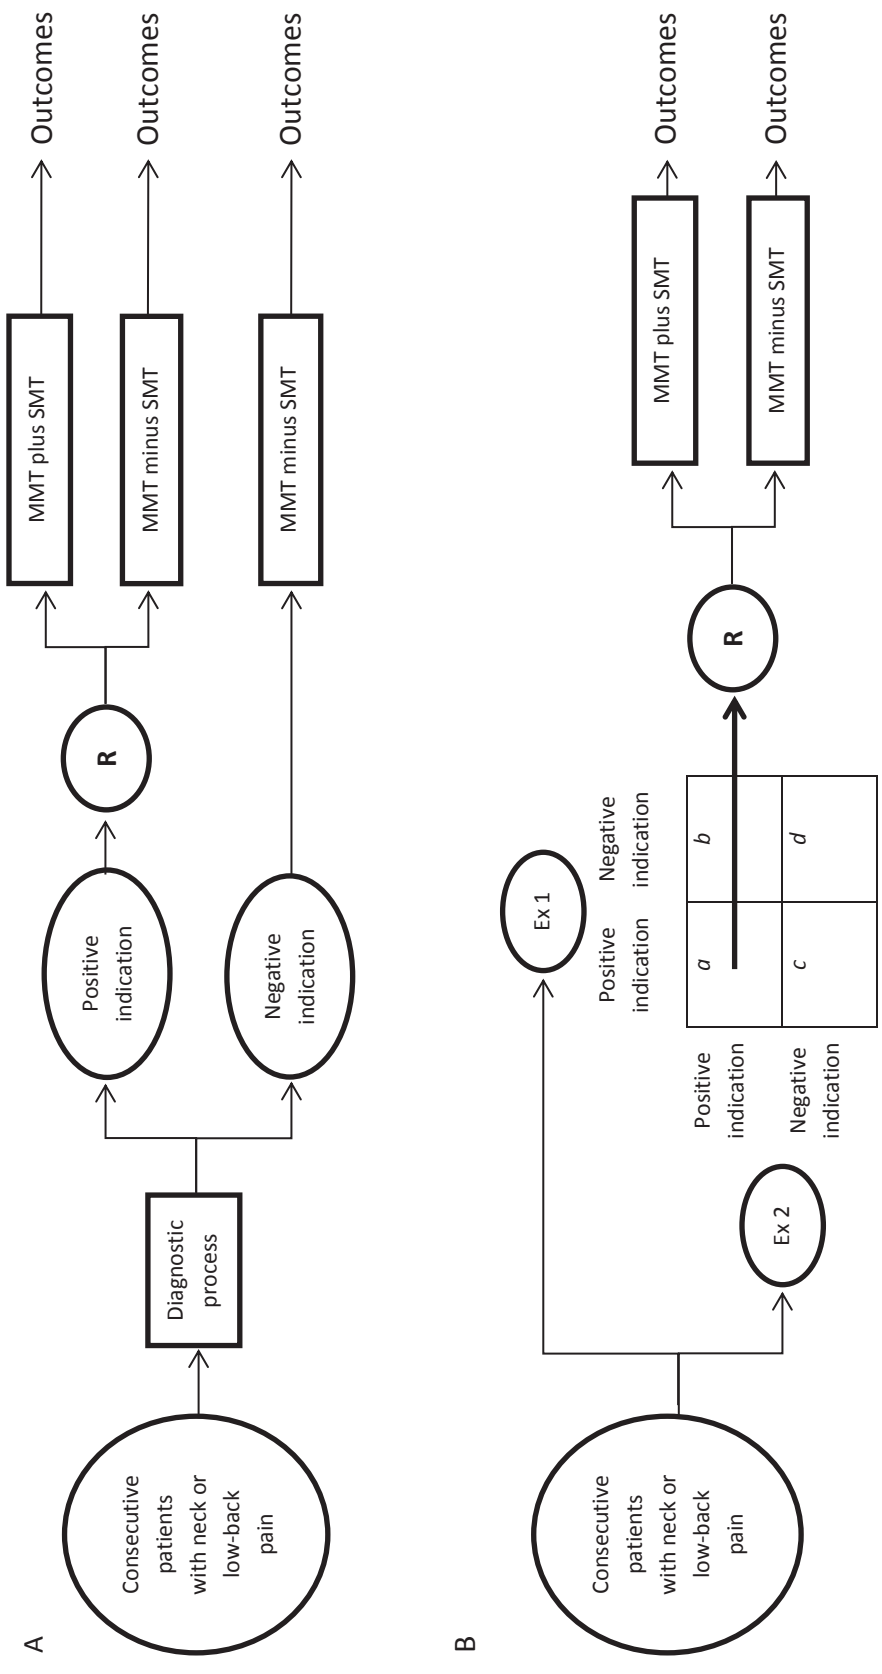 A
Consecutive
patients
with neck or
low-back
pain
Diagnostic
process
Positive
indication
Negative
indication
R
MMT plus SMT
MMT minus SMT
MMT minus SMT
Outcomes
Outcomes
Outcomes
B
Consecutive
patients
with neck or
low-back
pain
Ex 1
Ex 2
Positive
indication
Negative
indication
Positive
indication
Negative
indication
a
b
c
d
R
MMT plus SMT
MMT minus SMT
Outcomes
Outcomes